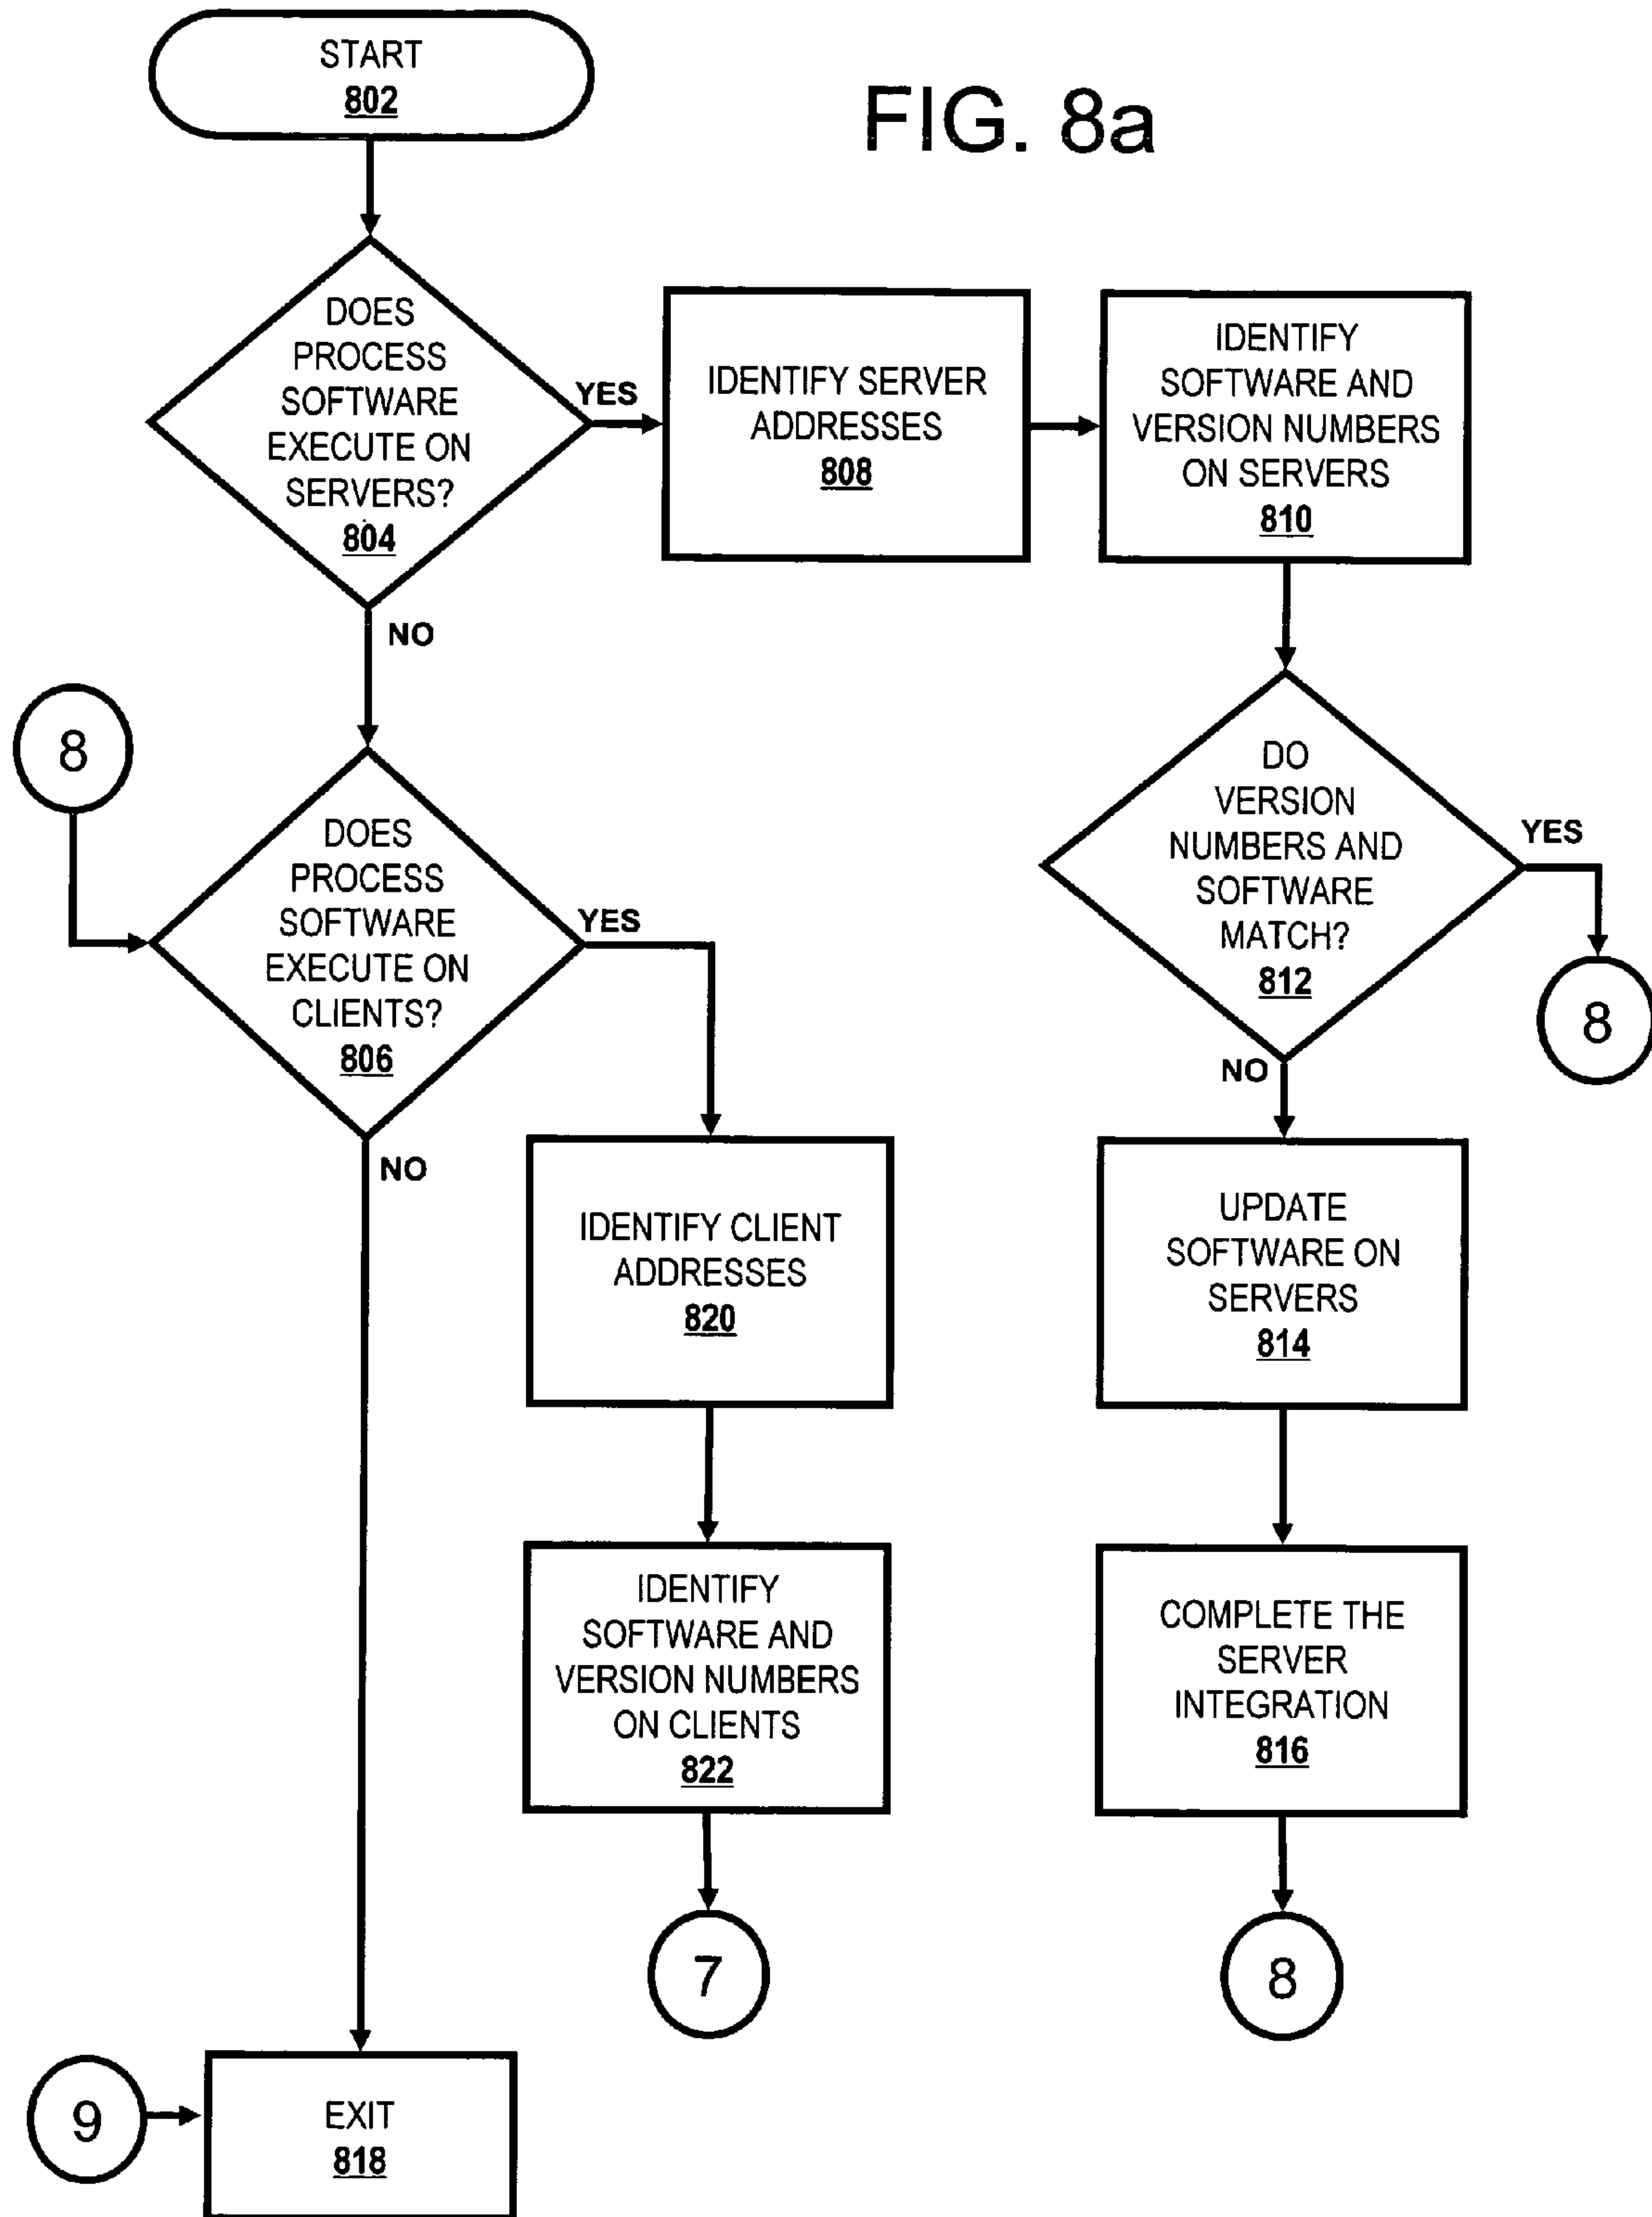 START
802
FIG. 8a
DOES
PROCESS
SOFTWARE
EXECUTE ON
SERVERS?
804
YES
NO
IDENTIFY SERVER
ADDRESSES
808
IDENTIFY
SOFTWARE AND
VERSION NUMBERS
ON SERVERS
810
8
DOES
PROCESS
SOFTWARE
EXECUTE ON
CLIENTS?
806
YES
NO
DO
VERSION
NUMBERS AND
SOFTWARE
MATCH?
812
YES
8
NO
IDENTIFY CLIENT
ADDRESSES
820
UPDATE
SOFTWARE ON
SERVERS
814
IDENTIFY
SOFTWARE AND
VERSION NUMBERS
ON CLIENTS
822
COMPLETE THE
SERVER
INTEGRATION
816
7
8
9
EXIT
818